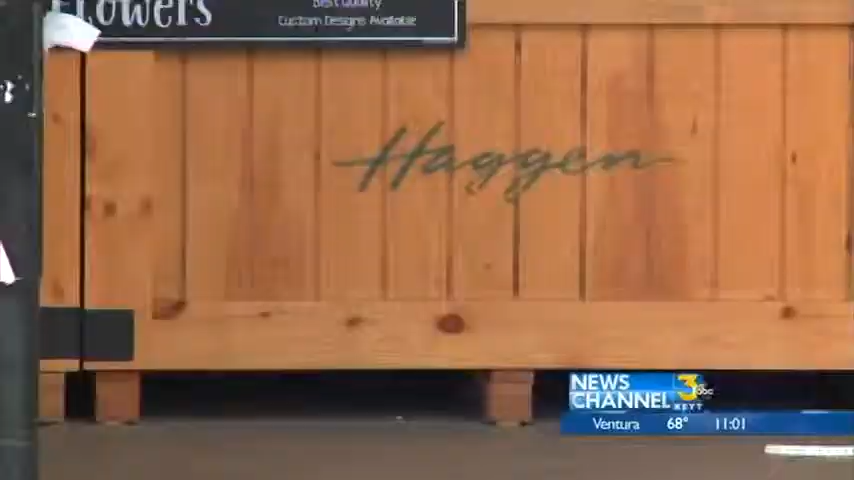 Flowers
Best Quality
Custom Designs Available
Haggen
NEWS
CHANNEL 3 abc
KEYT
Ventura 68° 11:01